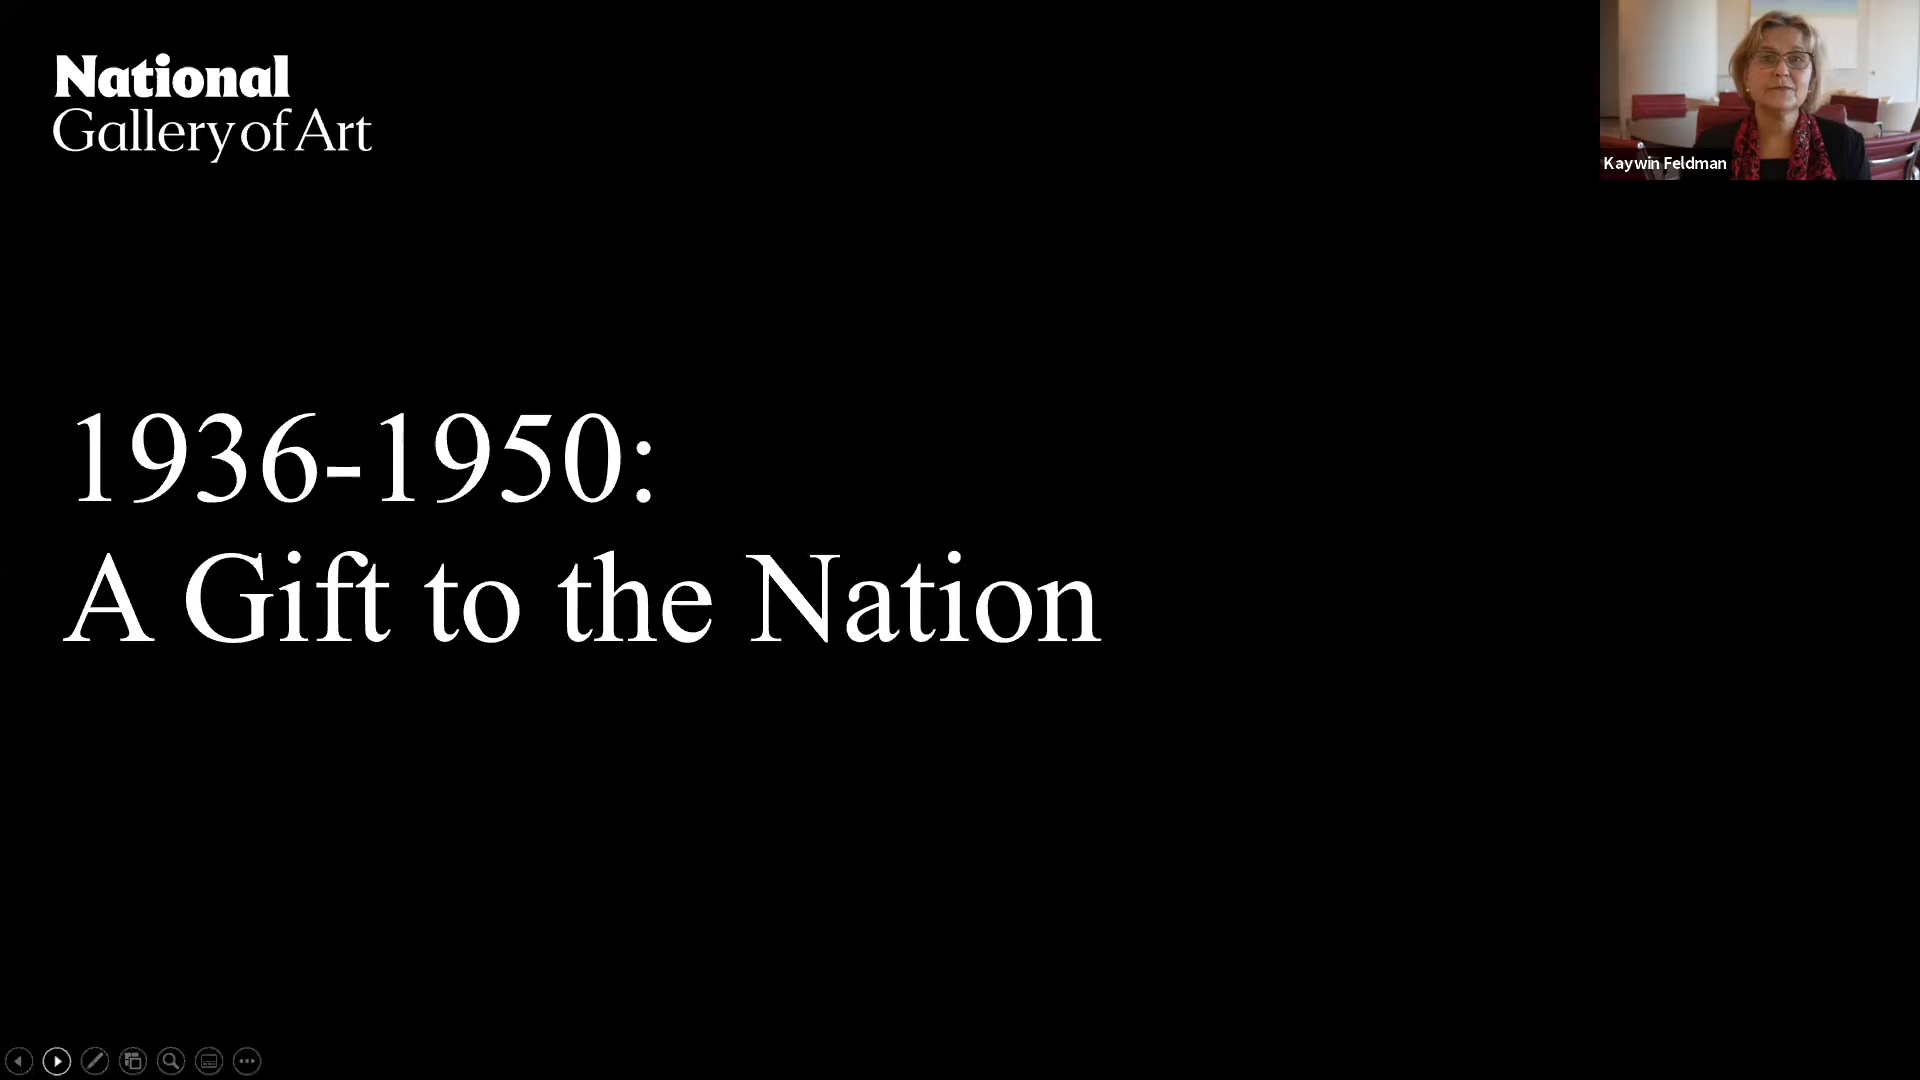 National
Gallery of Art
Kaywin Feldman
1936-1950:
A Gift to the Nation